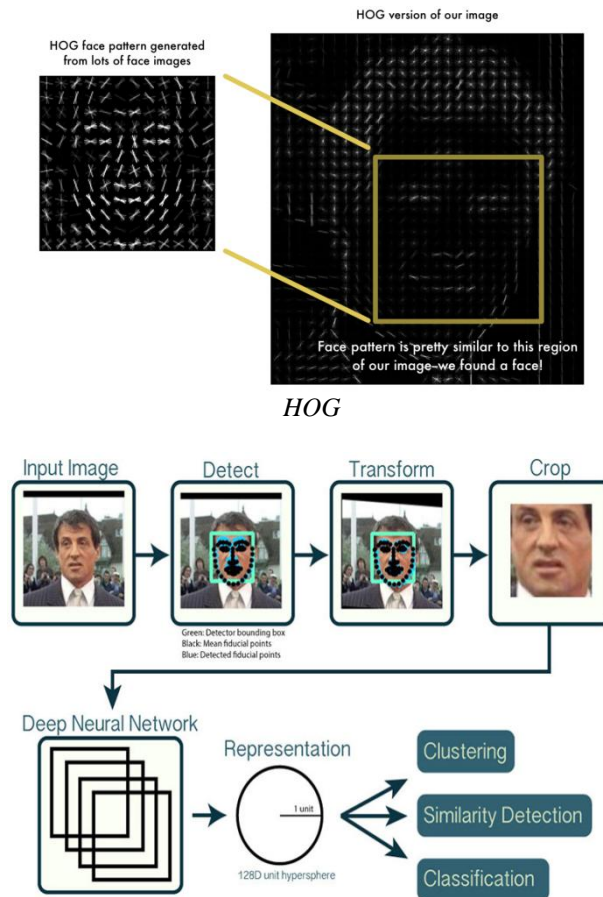 HOG version of our image
HOG face pattern generated
from lots of face images
Face pattern is pretty similar to this region
of our image–we found a face!
HOG
Input Image
Detect
Transform
Crop
Green: Detector bounding box
Black: Mean fiducial points
Blue: Detected fiducial points
Deep Neural Network
Representation
1 unit
128D unit hypersphere
Clustering
Similarity Detection
Classification